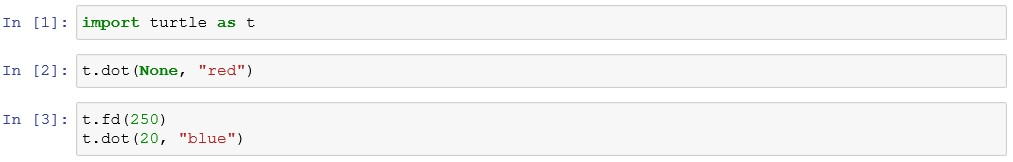 In [1]: import turtle as t
In [2]: t.dot(None, "red")
In [3]: t.fd(250)
t.dot(20, "blue")